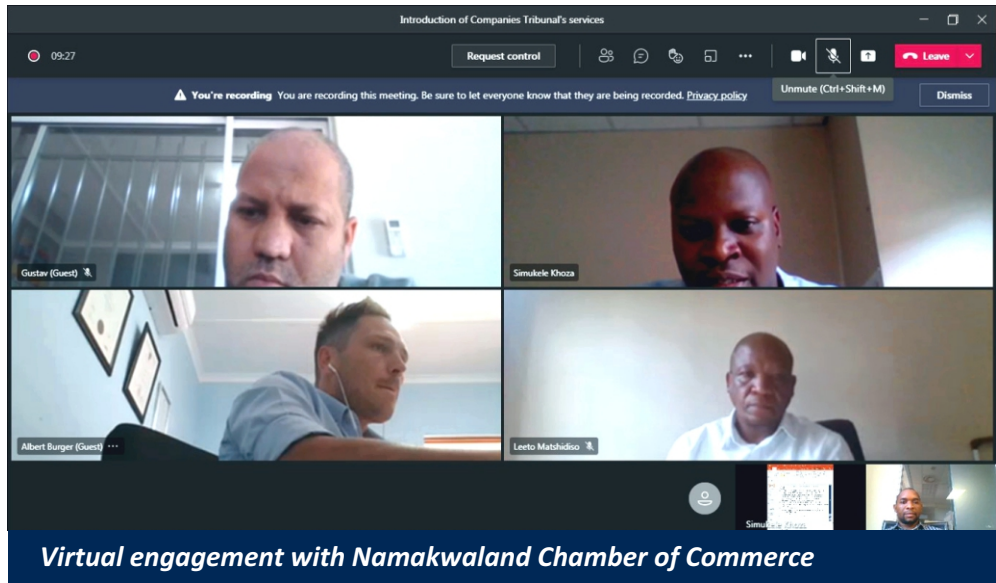 Introduction of Companies Tribunal's services
09:27
Request control
Leave
You're recording You are recording this meeting. Be sure to let everyone know that they are being recorded. Privacy policy
Unmute (Ctrl+Shift+M)
Dismiss
Gustav (Guest)
Simukele Khoza
Albert Burger (Guest) ...
Leeto Matshidiso
Simukele Khoza
Virtual engagement with Namakwaland Chamber of Commerce